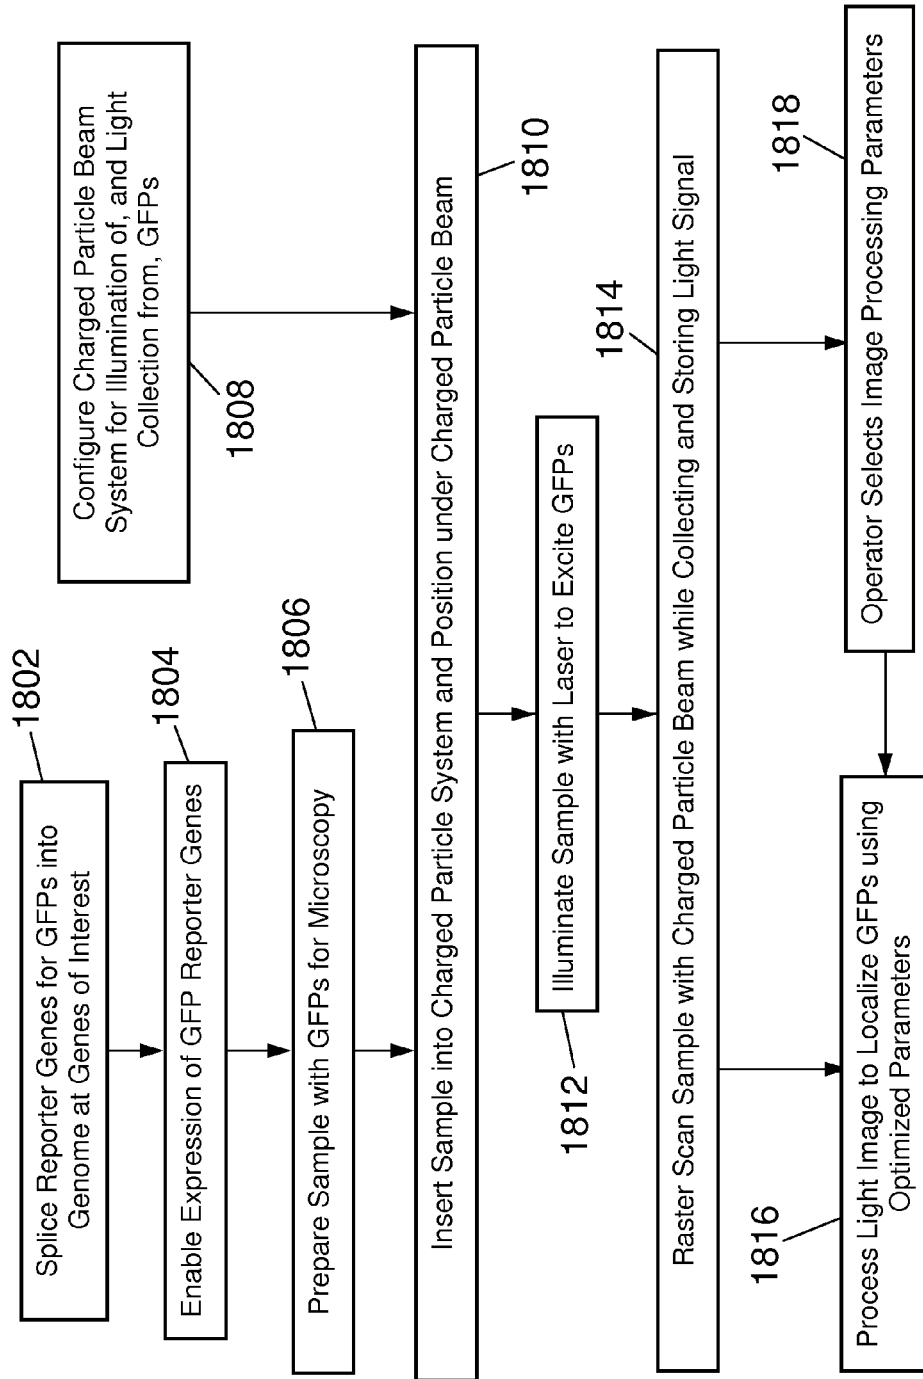 Splice Reporter Genes for GFPs into
Genome at Genes of Interest
1802
Enable Expression of GFP Reporter Genes
1804
Prepare Sample with GFPs for Microscopy
1806
Configure Charged Particle Beam
System for Illumination of, and Light
Collection from, GFPs
1808
Insert Sample into Charged Particle System and Position under Charged Particle Beam
1810
Illuminate Sample with Laser to Excite GFPs
1812
Raster Scan Sample with Charged Particle Beam while Collecting and Storing Light Signal
1814
Process Light Image to Localize GFPs using
Optimized Parameters
1816
Operator Selects Image Processing Parameters
1818